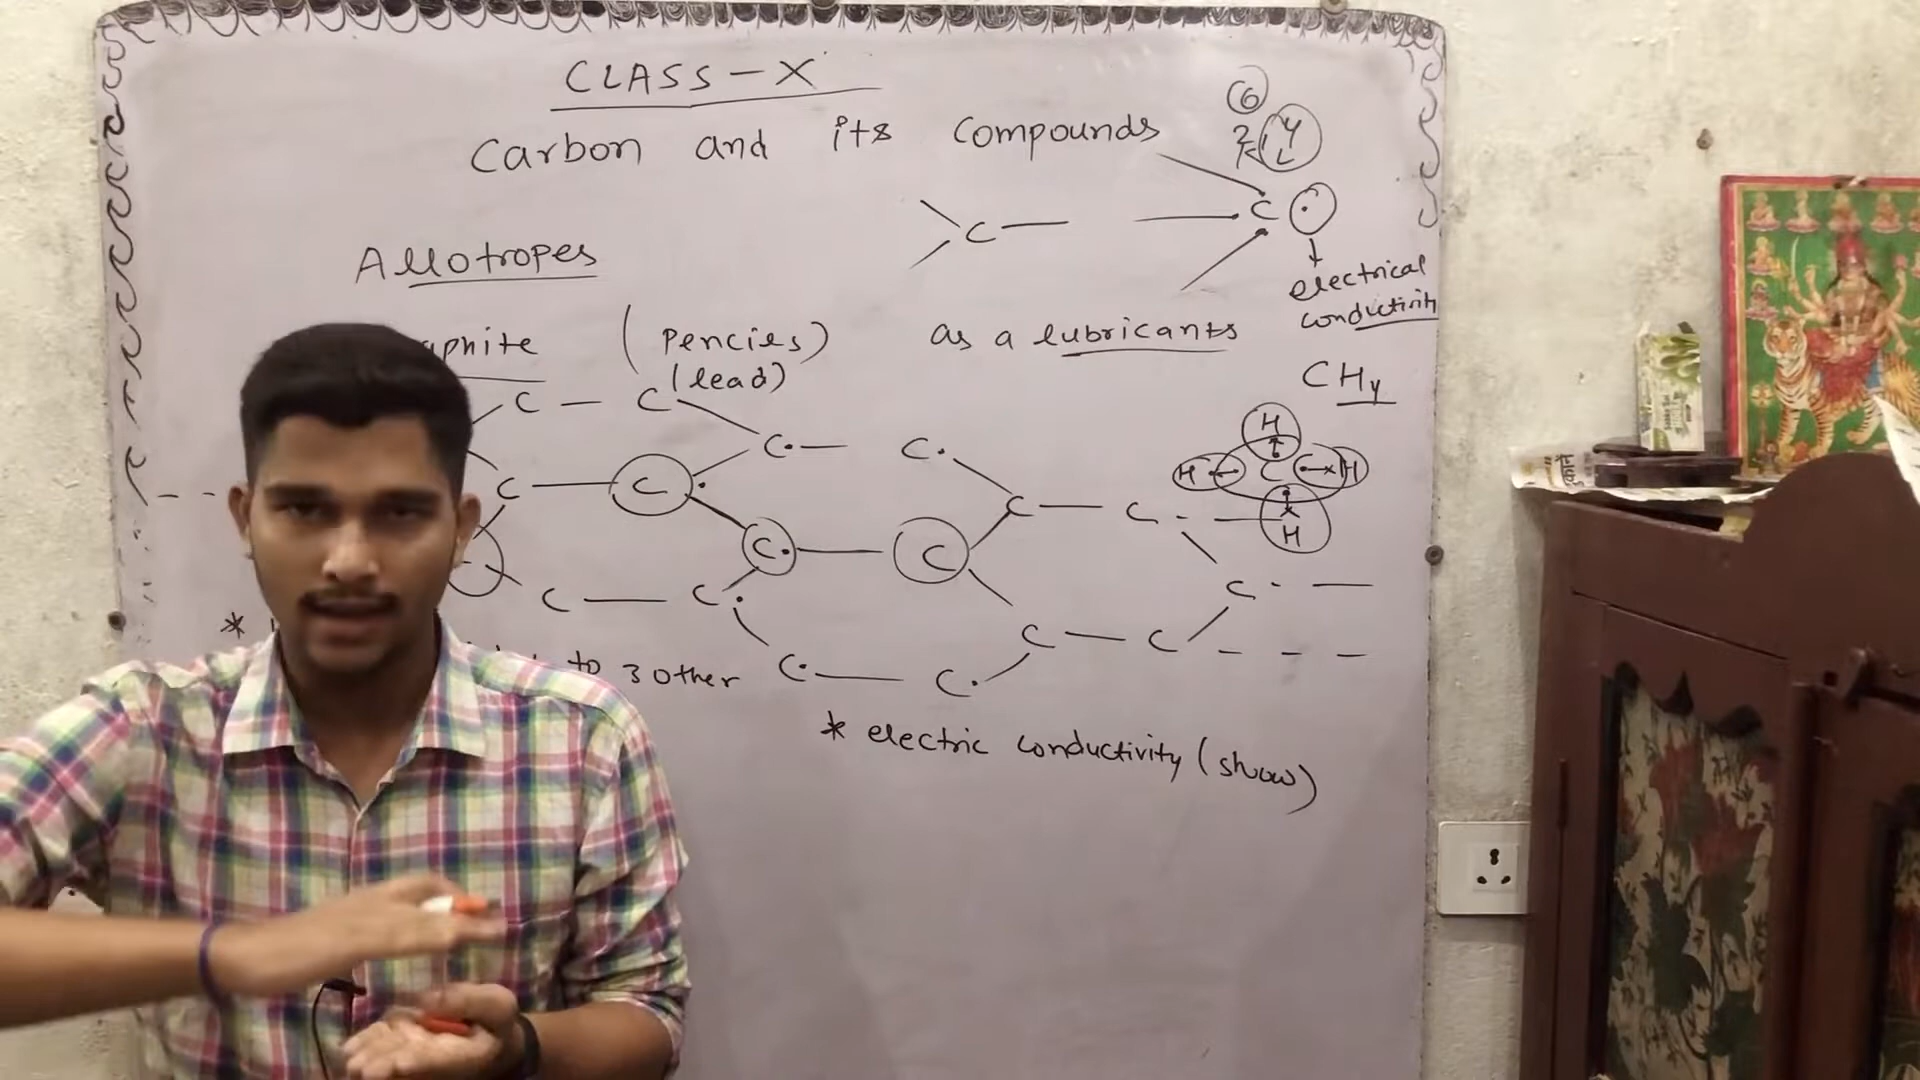 CLASS - X
Carbon and its compounds
6
2,4
K L
C
C
electrical
conductivity
Allotropes
aphite (Pencies) as a lubricants
(lead)
CH4
C - C
C C
C C C C H
H C H
H
C C
C C C
C C C C
* to 3 other
C C
* electric conductivity (show)
दुकाने